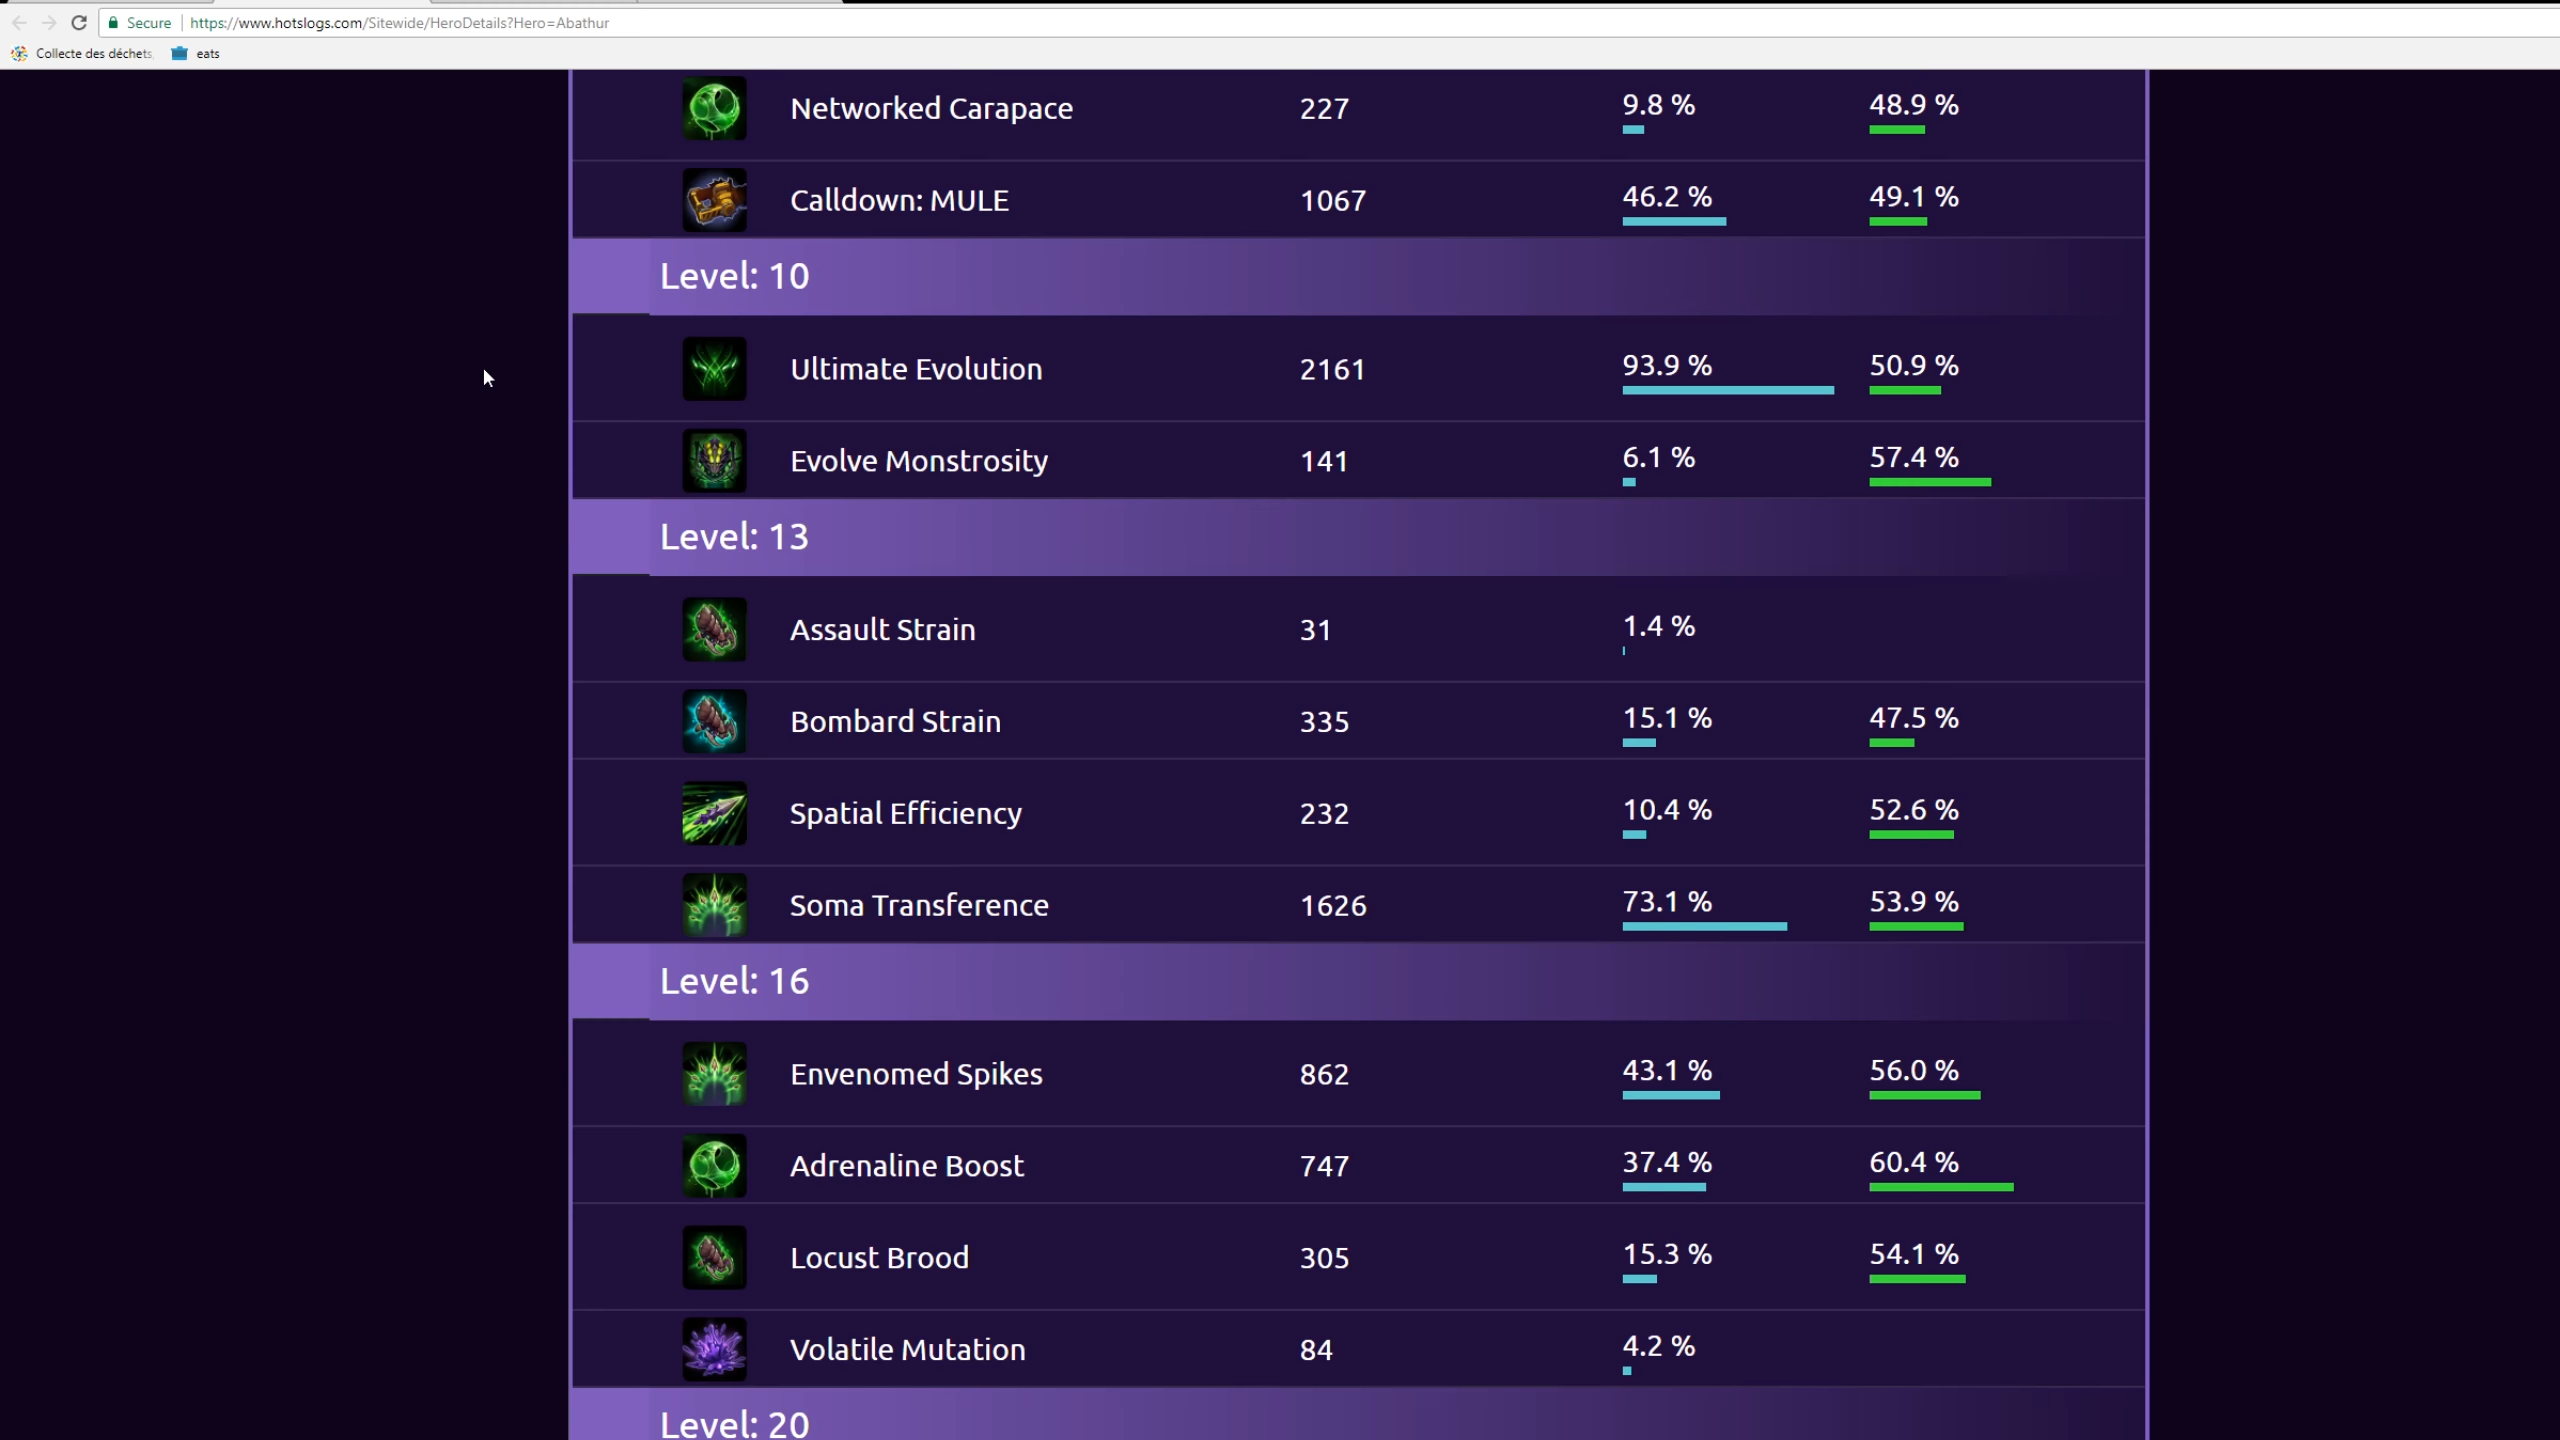 Secure https://www.hotslogs.com/Sitewide/HeroDetails?Hero=Abathur
Collecte des déchets eats
Networked Carapace 227 9.8 % 48.9 %
Calldown: MULE 1067 46.2 % 49.1 %
Level: 10
Ultimate Evolution 2161 93.9 % 50.9 %
Evolve Monstrosity 141 6.1 % 57.4 %
Level: 13
Assault Strain 31 1.4 %
Bombard Strain 335 15.1 % 47.5 %
Spatial Efficiency 232 10.4 % 52.6 %
Soma Transference 1626 73.1 % 53.9 %
Level: 16
Envenomed Spikes 862 43.1 % 56.0 %
Adrenaline Boost 747 37.4 % 60.4 %
Locust Brood 305 15.3 % 54.1 %
Volatile Mutation 84 4.2 %
Level: 20